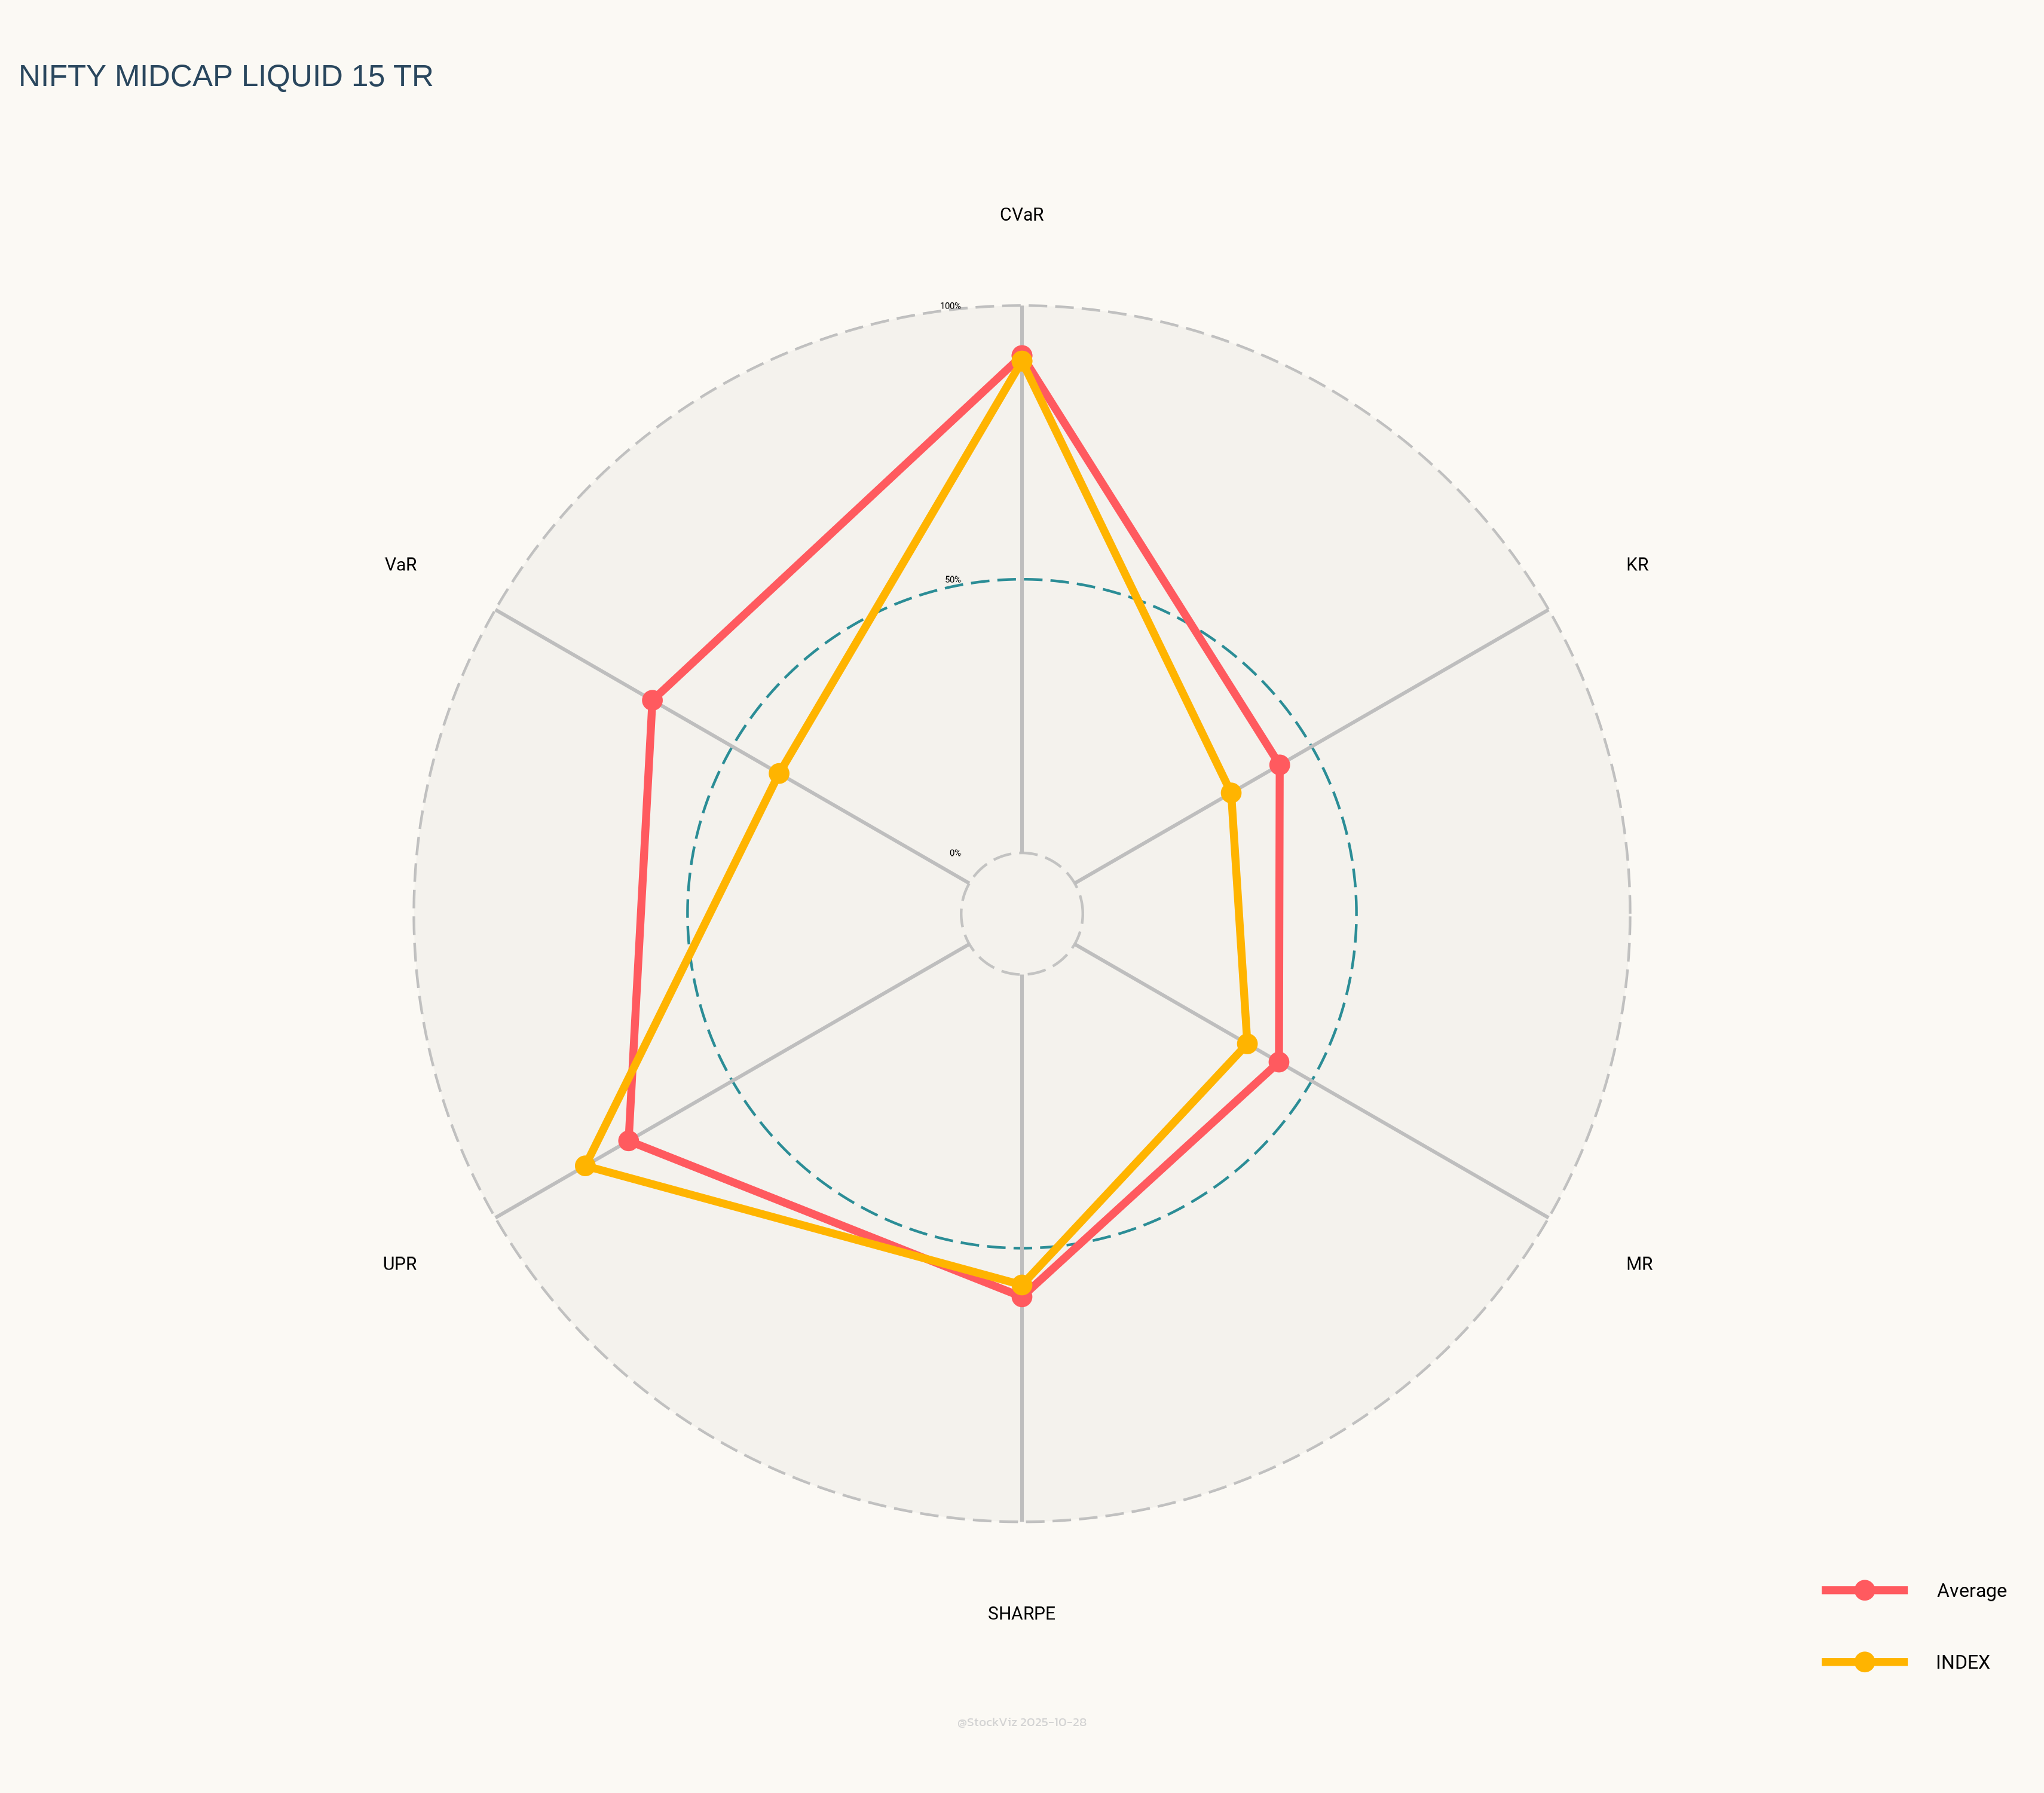 NIFTY MIDCAP LIQUID 15 TR
CVaR
100%
VaR
KR
50%
0%
UPR
MR
SHARPE
Average
INDEX
@StockViz 2025-10-28